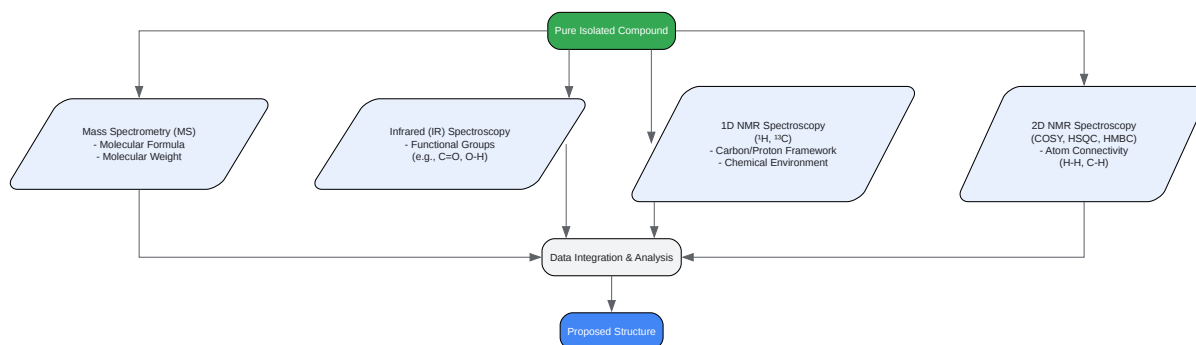 Pure Isolated Compound
Mass Spectrometry (MS)
- Molecular Formula
- Molecular Weight
Infrared (IR) Spectroscopy
- Functional Groups
(e.g., C=O, O-H)
1D NMR Spectroscopy
(¹H, ¹³C)
- Carbon/Proton Framework
- Chemical Environment
2D NMR Spectroscopy
(COSY, HSQC, HMBC)
- Atom Connectivity
(H-H, C-H)
Data Integration & Analysis
Proposed Structure